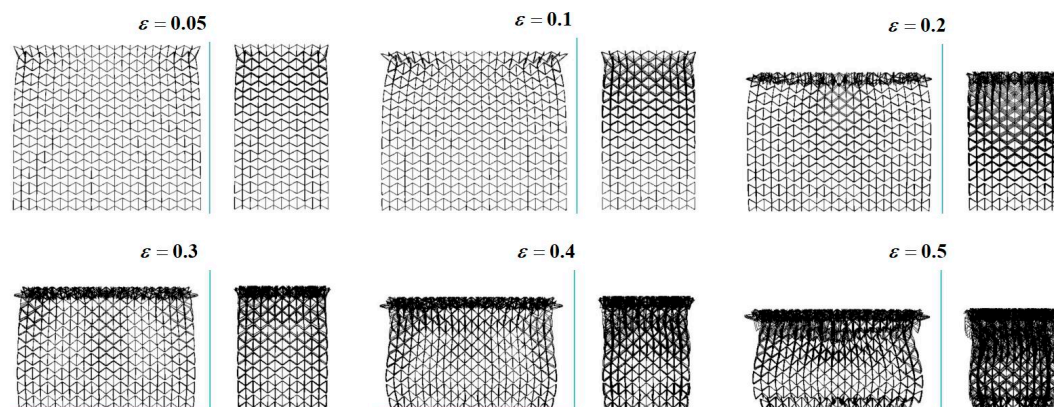 ε = 0.05
ε = 0.1
ε = 0.2
ε = 0.3
ε = 0.4
ε = 0.5